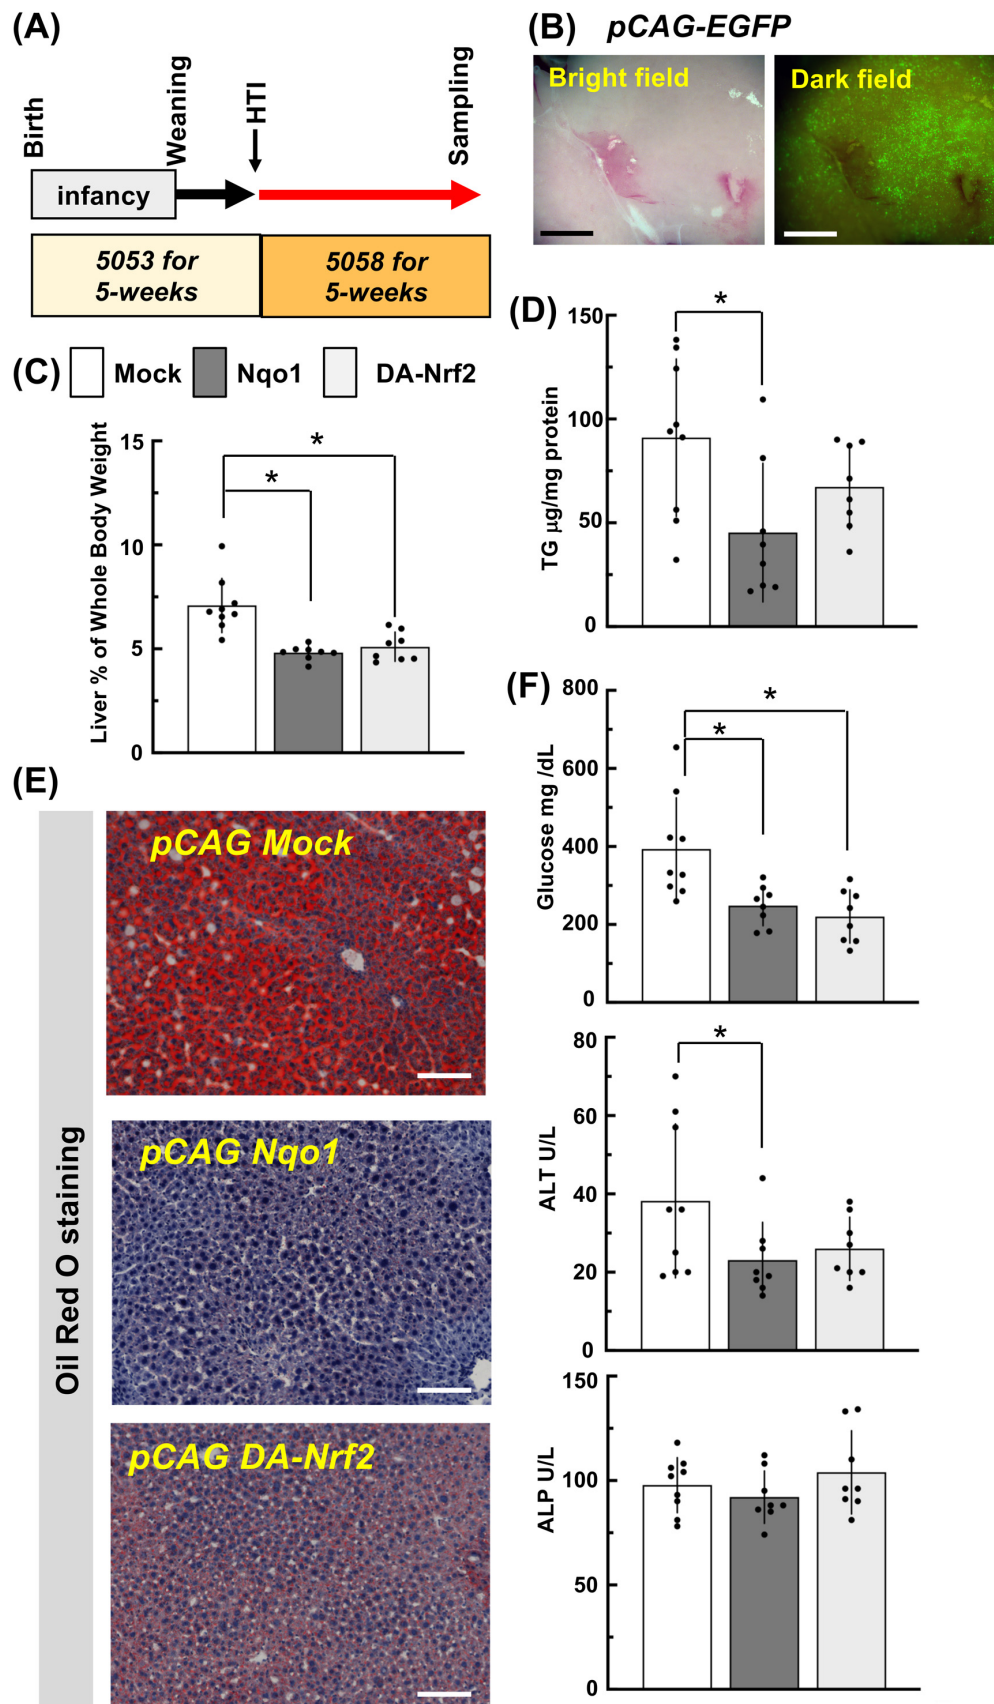 (A)
Birth
Weaning
HTI
Sampling
infancy
5053 for
5-weeks
5058 for
5-weeks
(B) pCAG-EGFP
Bright field
Dark field
(C)
Mock
Nqo1
DA-Nrf2
Liver % of Whole Body Weight
15
10
5
0
*
*
(D)
TG μg/mg protein
150
100
50
0
*
(E)
Oil Red O staining
pCAG Mock
pCAG Nqo1
pCAG DA-Nrf2
(F)
Glucose mg /dL
800
600
400
200
0
*
*
ALT U/L
80
60
40
20
0
*
ALP U/L
150
100
50
0